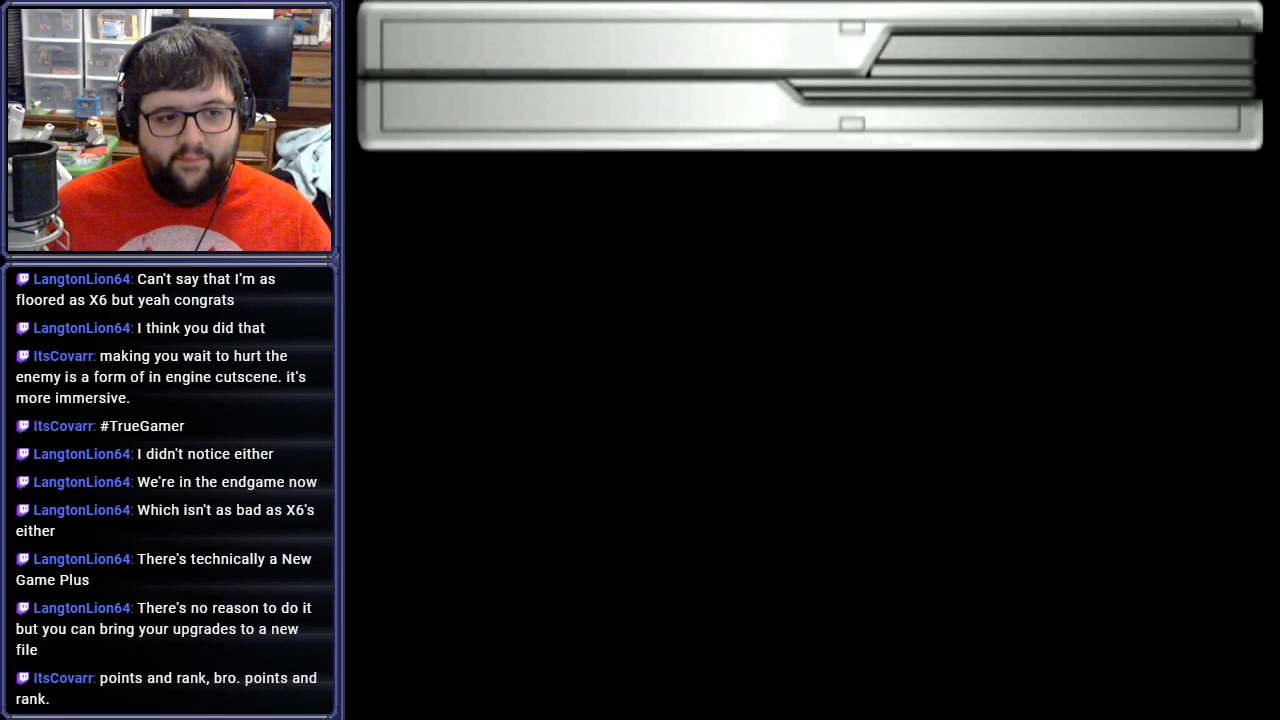 LangtonLion64: Can't say that I'm as
floored as X6 but yeah congrats
LangtonLion64: I think you did that
ItsCovarr: making you wait to hurt the
enemy is a form of in engine cutscene. it's
more immersive.
ItsCovarr: #TrueGamer
LangtonLion64: I didn't notice either
LangtonLion64: We're in the endgame now
LangtonLion64: Which isn't as bad as X6's
either
LangtonLion64: There's technically a New
Game Plus
LangtonLion64: There's no reason to do it
but you can bring your upgrades to a new
file
ItsCovarr: points and rank, bro. points and
rank.